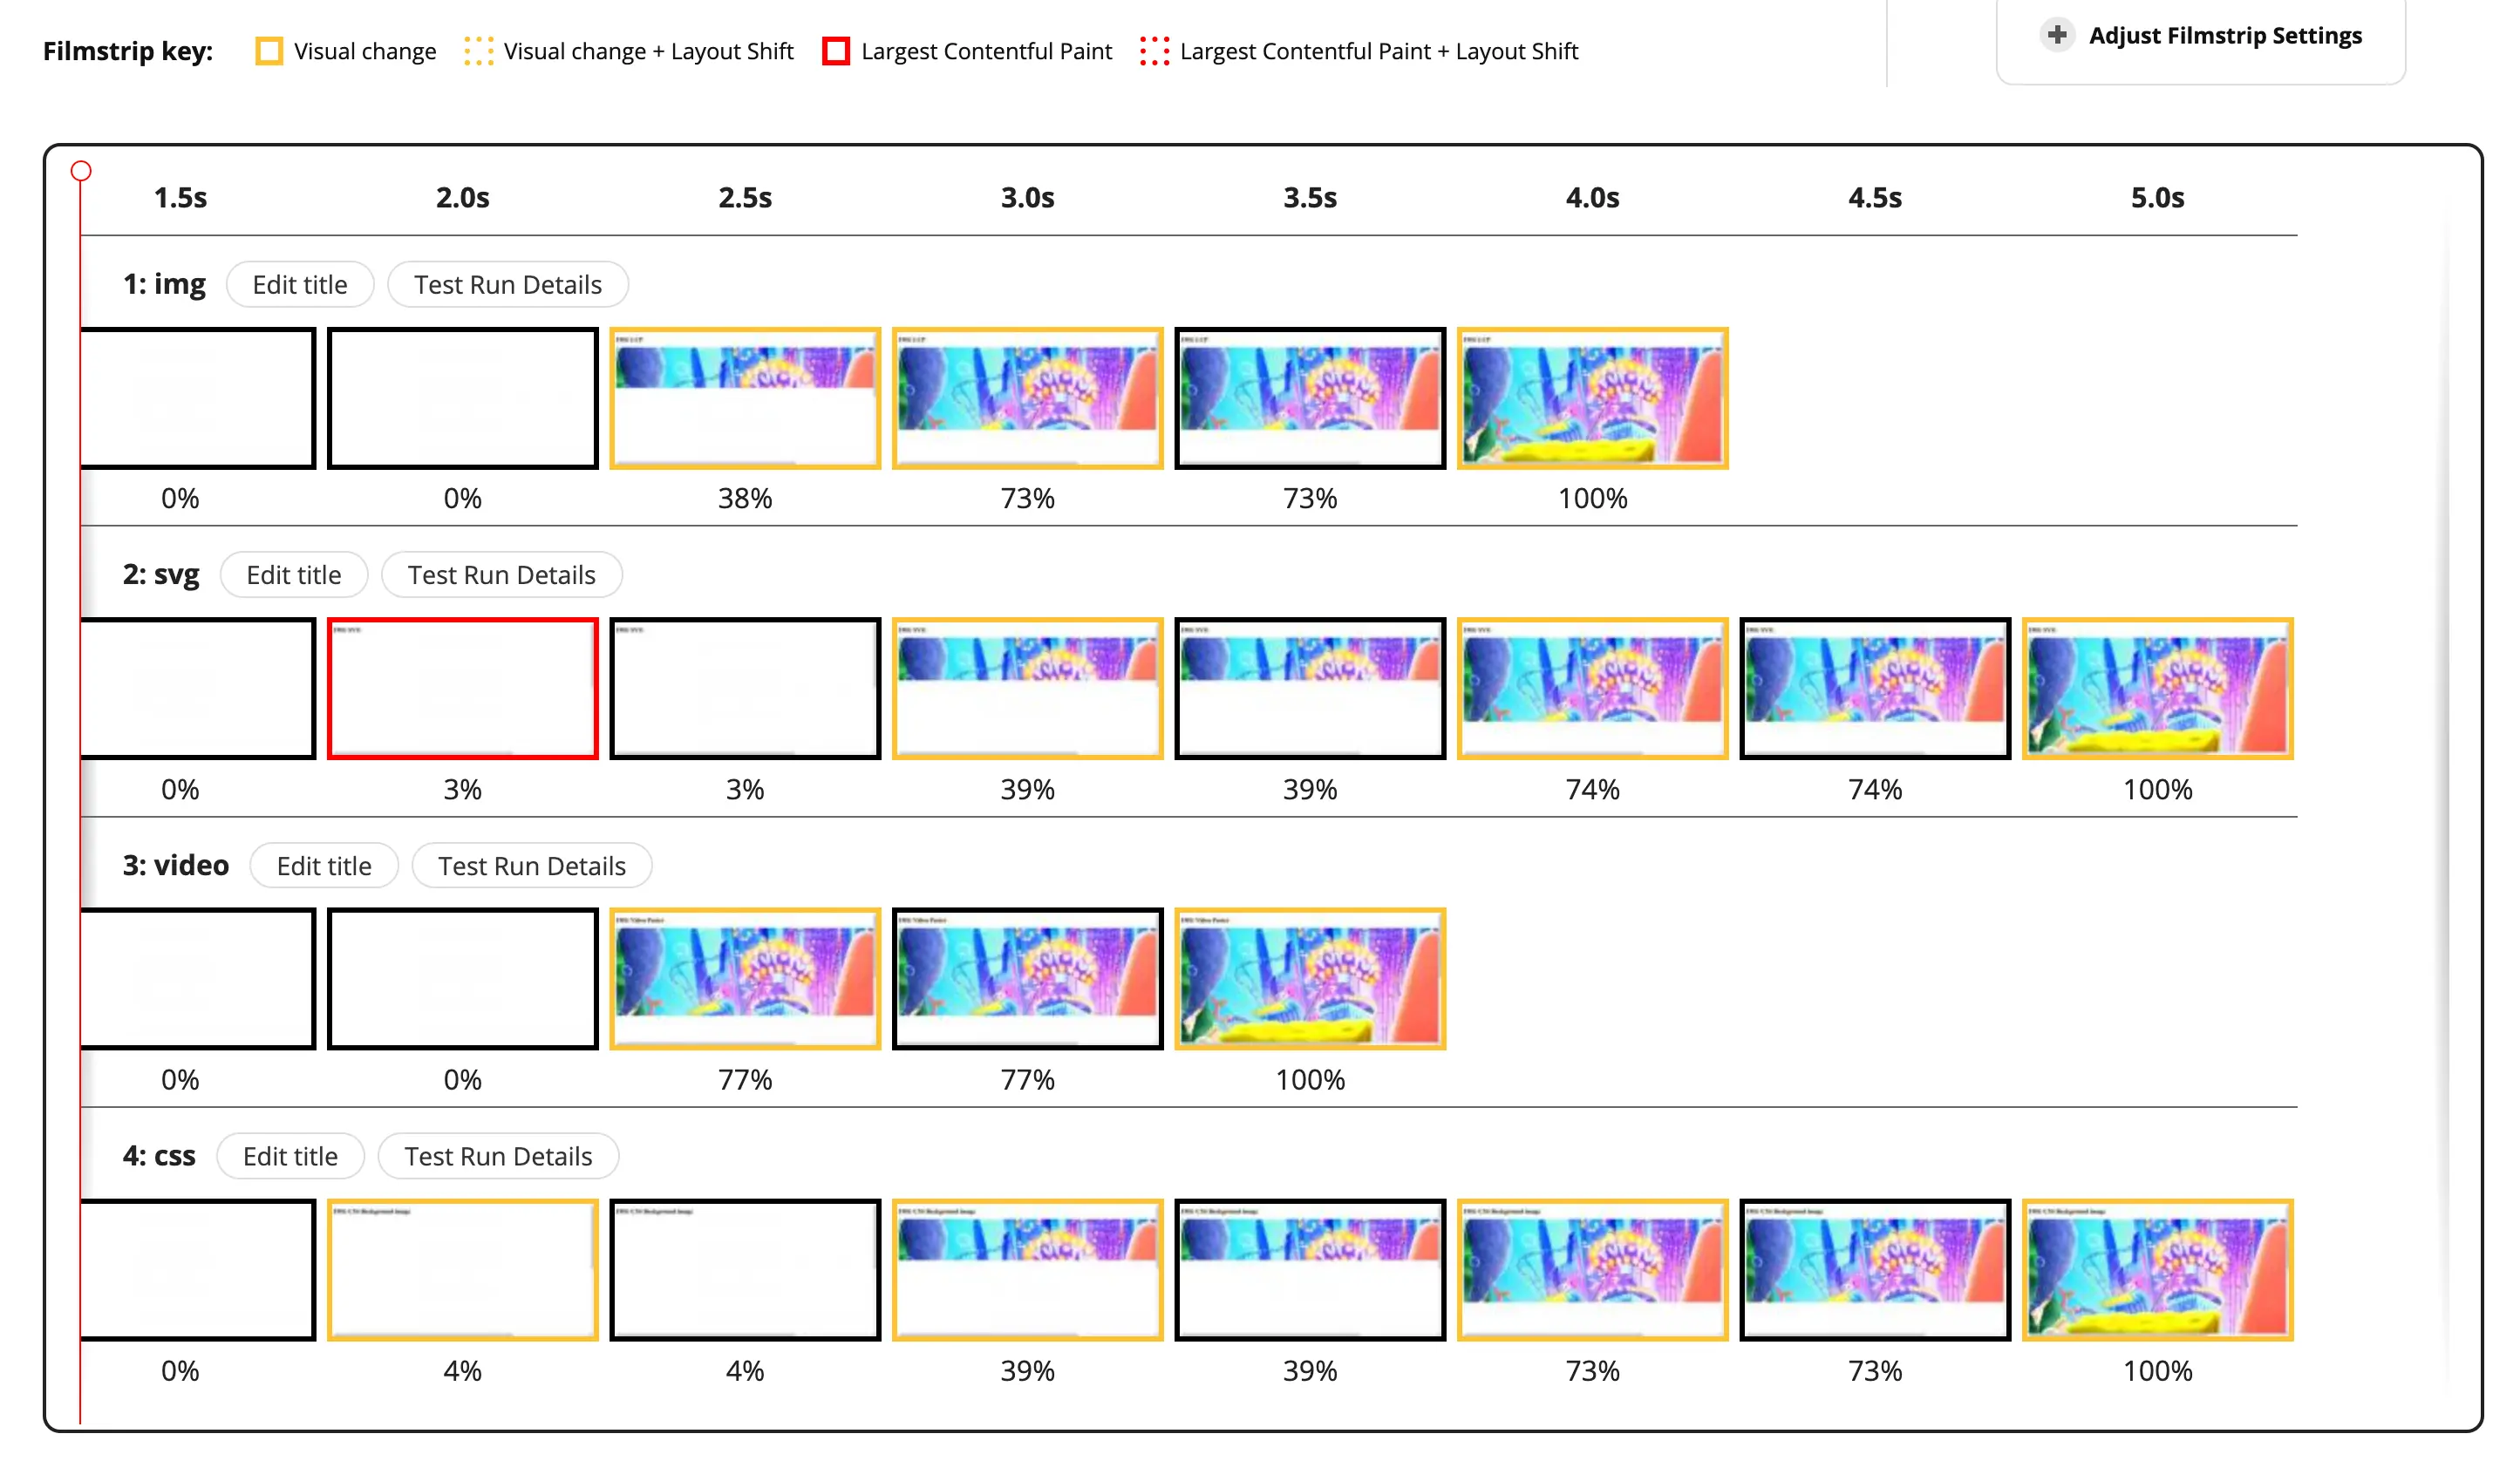 Filmstrip key: Visual change Visual change + Layout Shift Largest Contentful Paint Largest Contentful Paint + Layout Shift
Adjust Filmstrip Settings
1.5s 2.0s 2.5s 3.0s 3.5s 4.0s 4.5s 5.0s
1: img Edit title Test Run Details
0% 0% 38% 73% 73% 100%
2: svg Edit title Test Run Details
0% 3% 3% 39% 39% 74% 74% 100%
3: video Edit title Test Run Details
0% 0% 77% 77% 100%
4: css Edit title Test Run Details
0% 4% 4% 39% 39% 73% 73% 100%